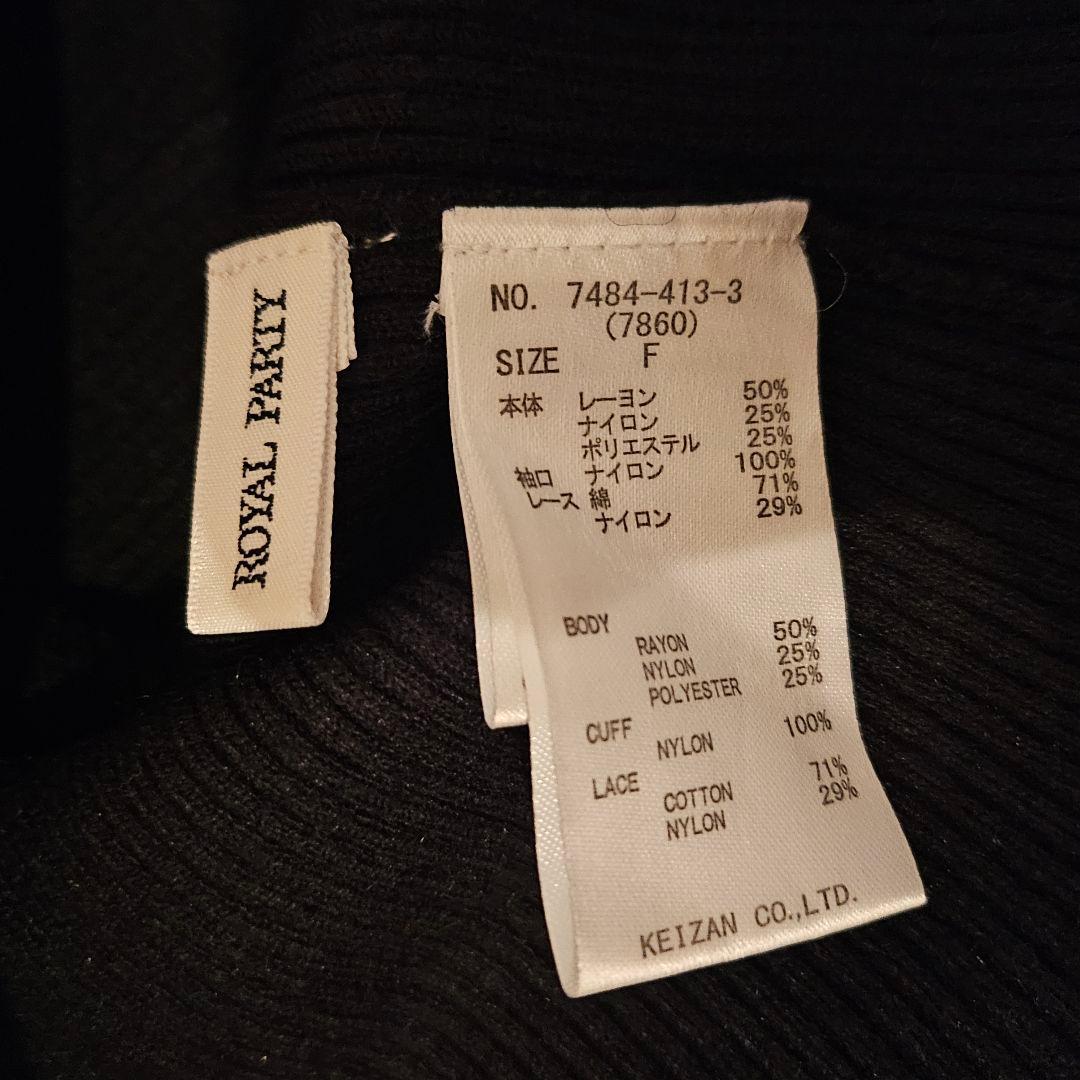 ROYAL PARTY
NO. 7484-413-3
(7860)
SIZE F
本体 レーヨン 50%
ナイロン 25%
ポリエステル 25%
袖口 ナイロン 100%
レース 綿 71%
ナイロン 29%
BODY
RAYON 50%
NYLON 25%
POLYESTER 25%
CUFF
NYLON 100%
LACE
COTTON 71%
NYLON 29%
KEIZAN CO.,LTD.